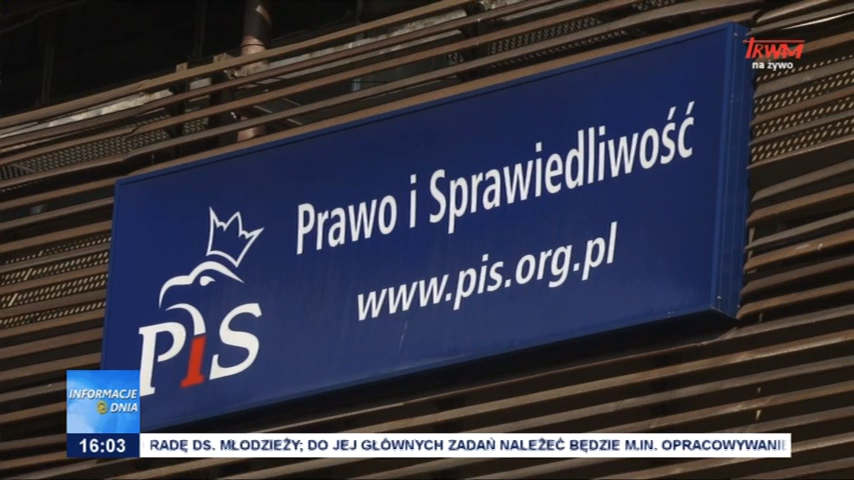 TRWM
na żywo
Prawo i Sprawiedliwość
www.pis.org.pl
PiS
INFORMACJE
DNIA
16:03
RADĘ DS. MŁODZIEŻY; DO JEJ GŁÓWNYCH ZADAŃ NALEŻEĆ BĘDZIE M.IN. OPRACOWYWANIE